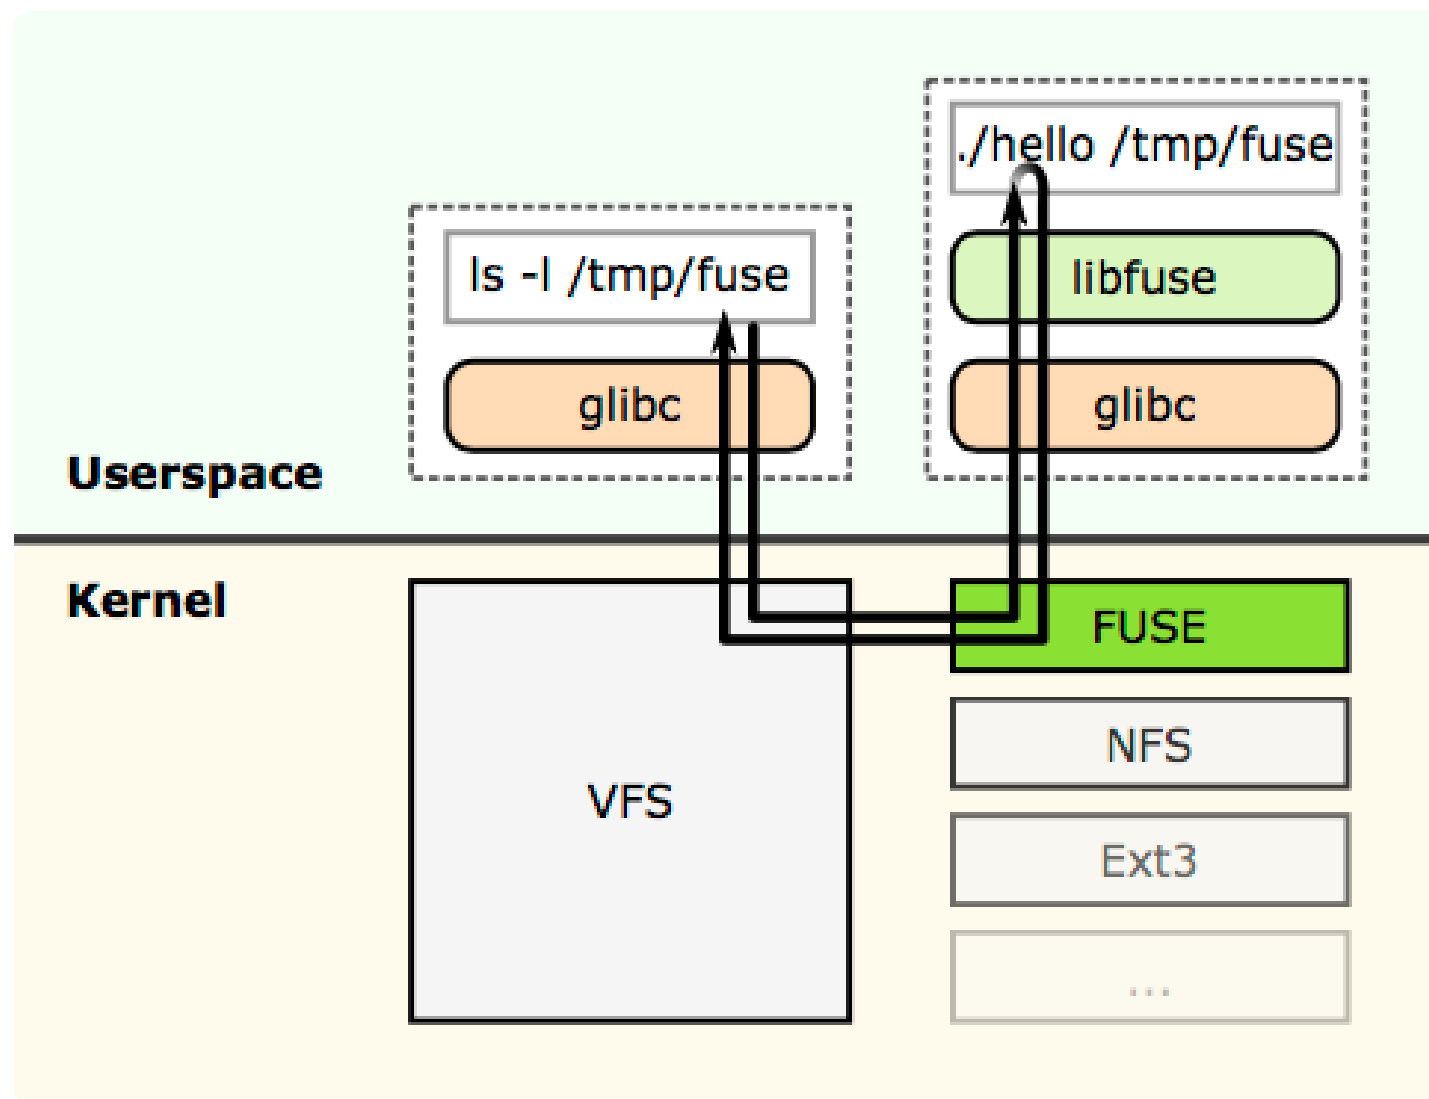 ./hello /tmp/fuse
ls -l /tmp/fuse
libfuse
glibc
glibc
Userspace
Kernel
FUSE
NFS
VFS
Ext3
...